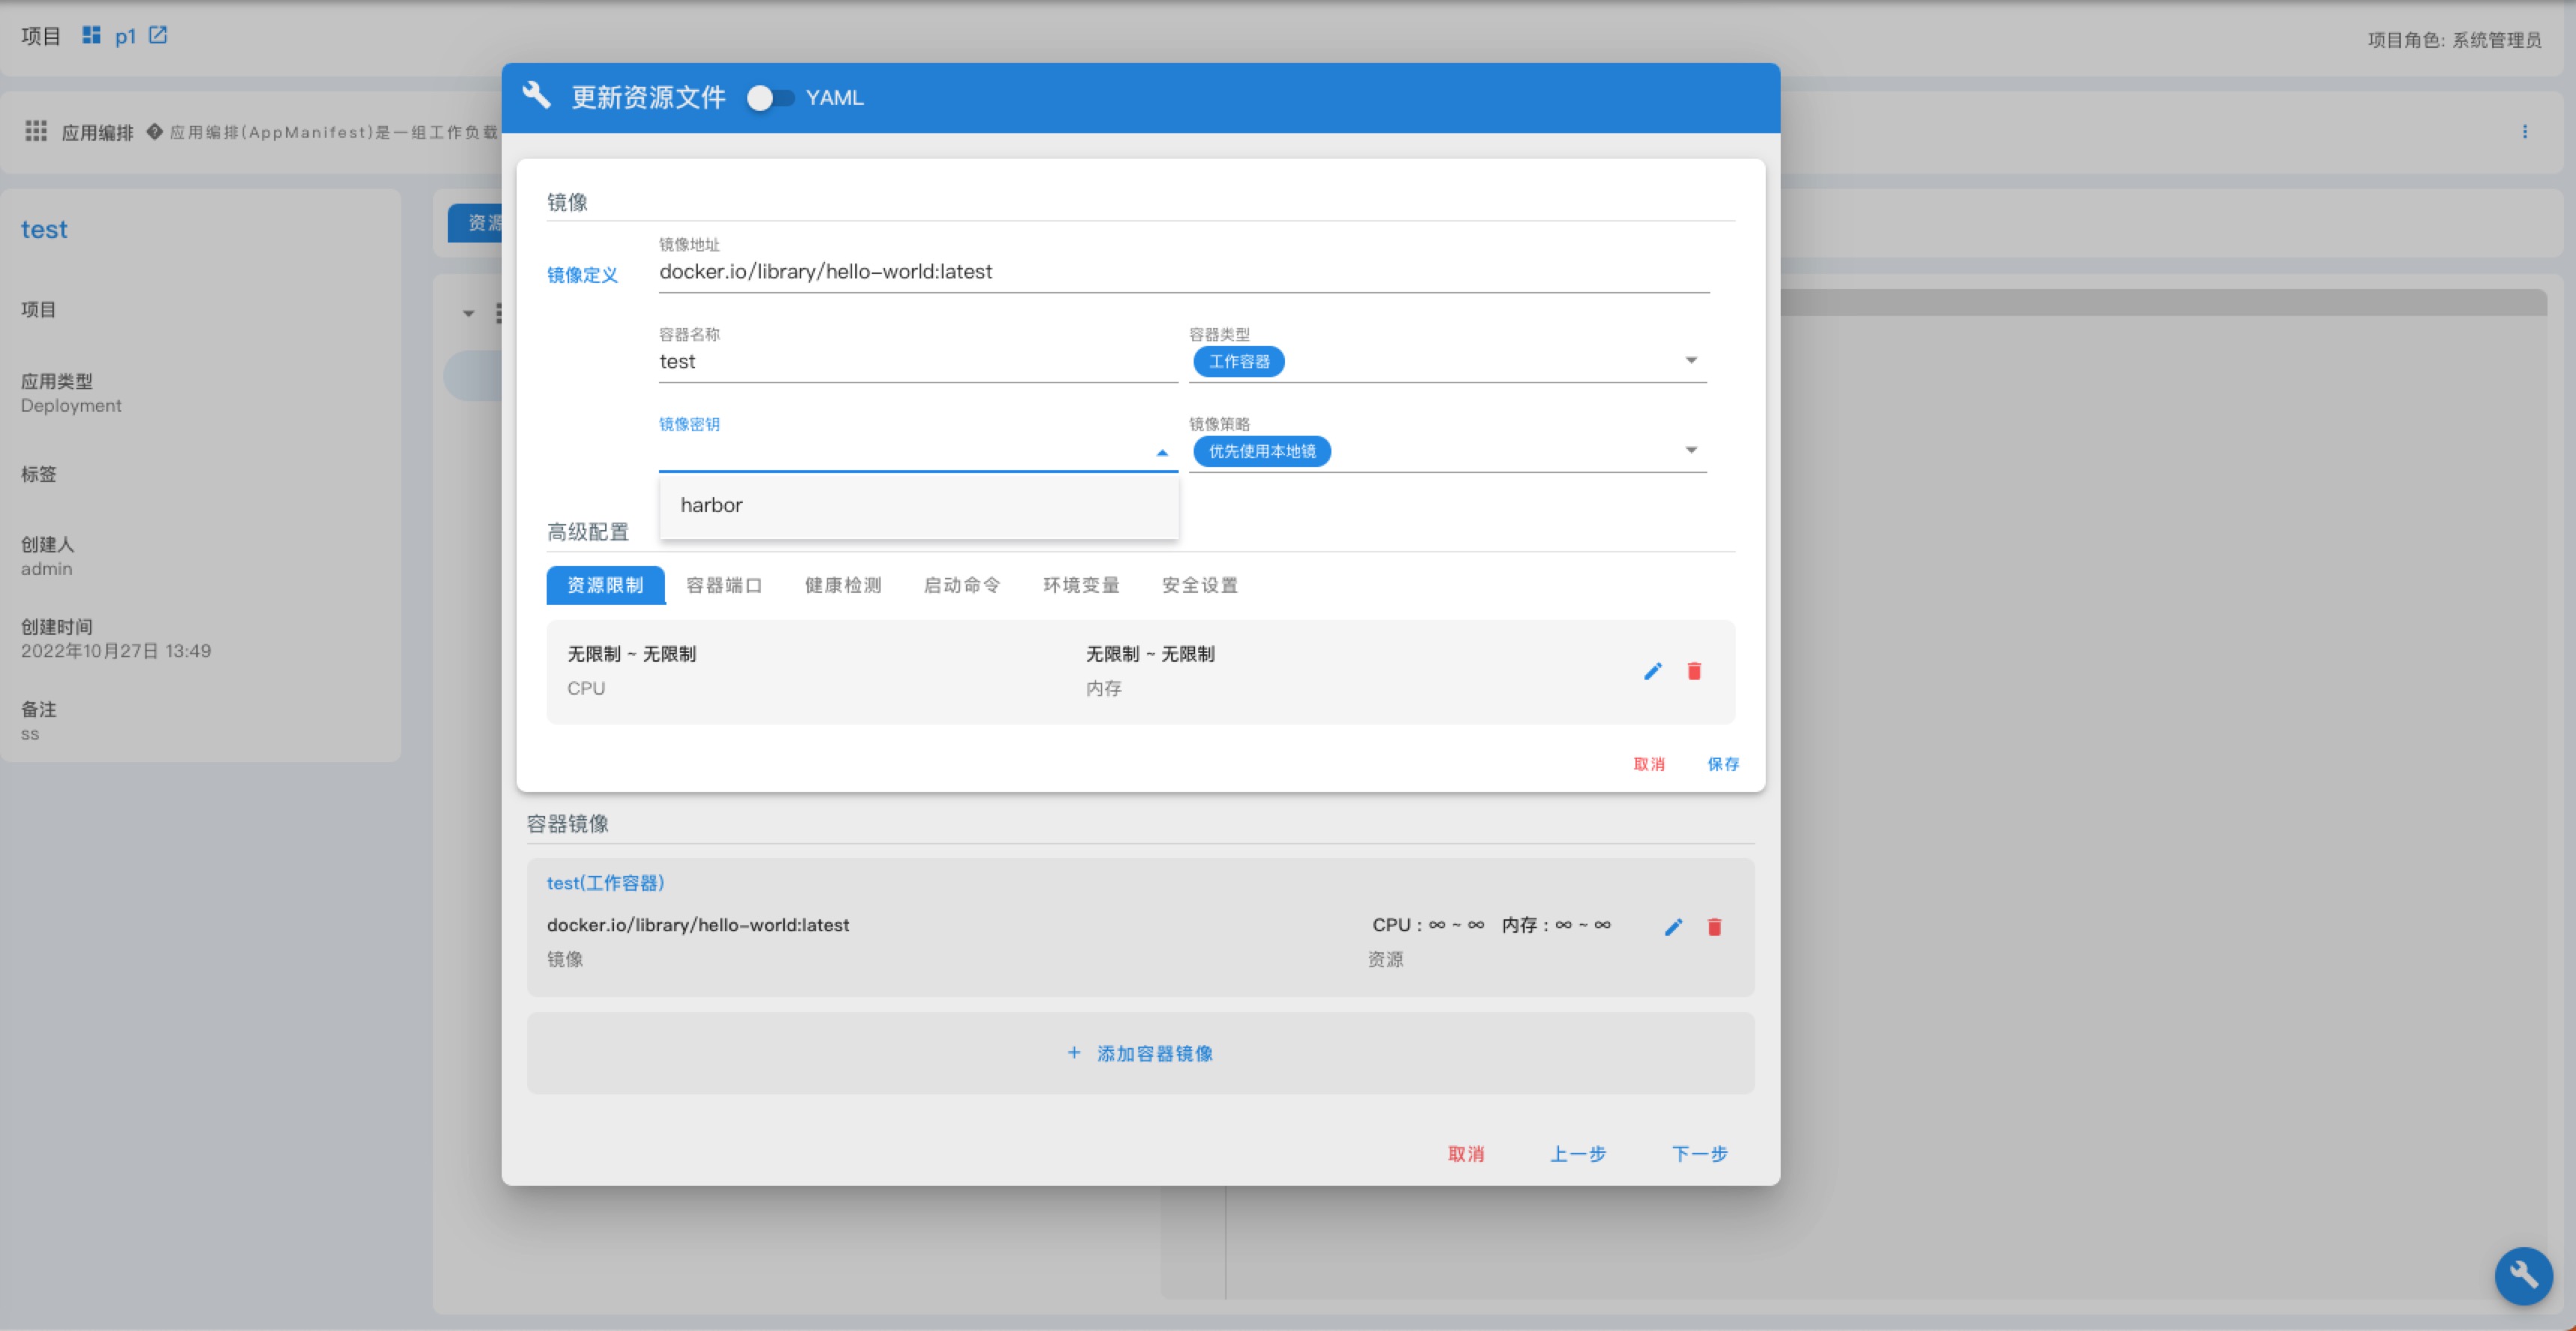 项目 p1
项目角色: 系统管理员
应用编排 应用编排(AppManifest)是一组工作负载
test
项目
应用类型
Deployment
标签
创建人
admin
创建时间
2022年10月27日 13:49
备注
ss
资源
更新资源文件 YAML
镜像
镜像定义
镜像地址
docker.io/library/hello-world:latest
容器名称
test
容器类型
工作容器
镜像密钥
镜像策略
优先使用本地镜
harbor
高级配置
资源限制 容器端口 健康检测 启动命令 环境变量 安全设置
无限制 ~ 无限制
CPU
无限制 ~ 无限制
内存
取消 保存
容器镜像
test(工作容器)
docker.io/library/hello-world:latest
镜像
CPU : ∞ ~ ∞ 内存 : ∞ ~ ∞
资源
+ 添加容器镜像
取消 上一步 下一步